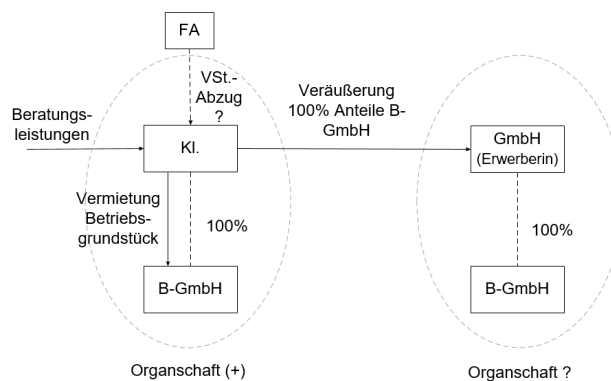 FA
VSt.-
Abzug
?
Beratungs-
leistungen
Veräußerung
100% Anteile B-
GmbH
Kl.
GmbH
(Erwerberin)
Vermietung
Betriebs-
grundstück
100%
100%
B-GmbH
B-GmbH
Organschaft (+)
Organschaft ?